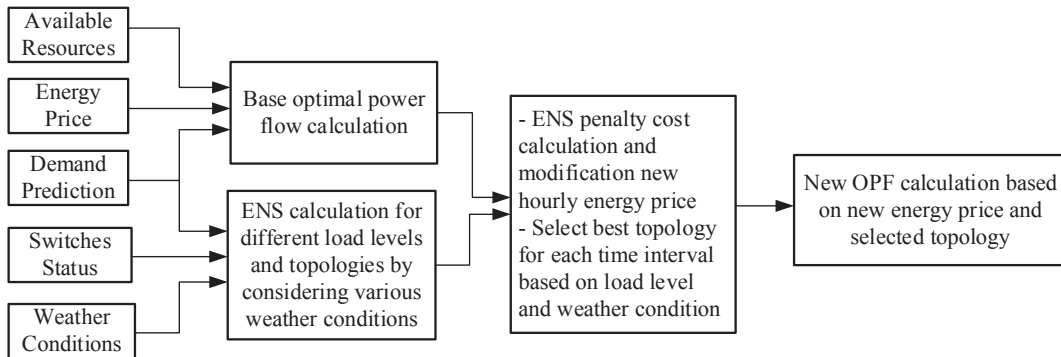 Available
Resources
Energy
Price
Demand
Prediction
Switches
Status
Weather
Conditions
Base optimal power
flow calculation
ENS calculation for
different load levels
and topologies by
considering various
weather conditions
- ENS penalty cost
calculation and
modification new
hourly energy price
- Select best topology
for each time interval
based on load level
and weather condition
New OPF calculation based
on new energy price and
selected topology